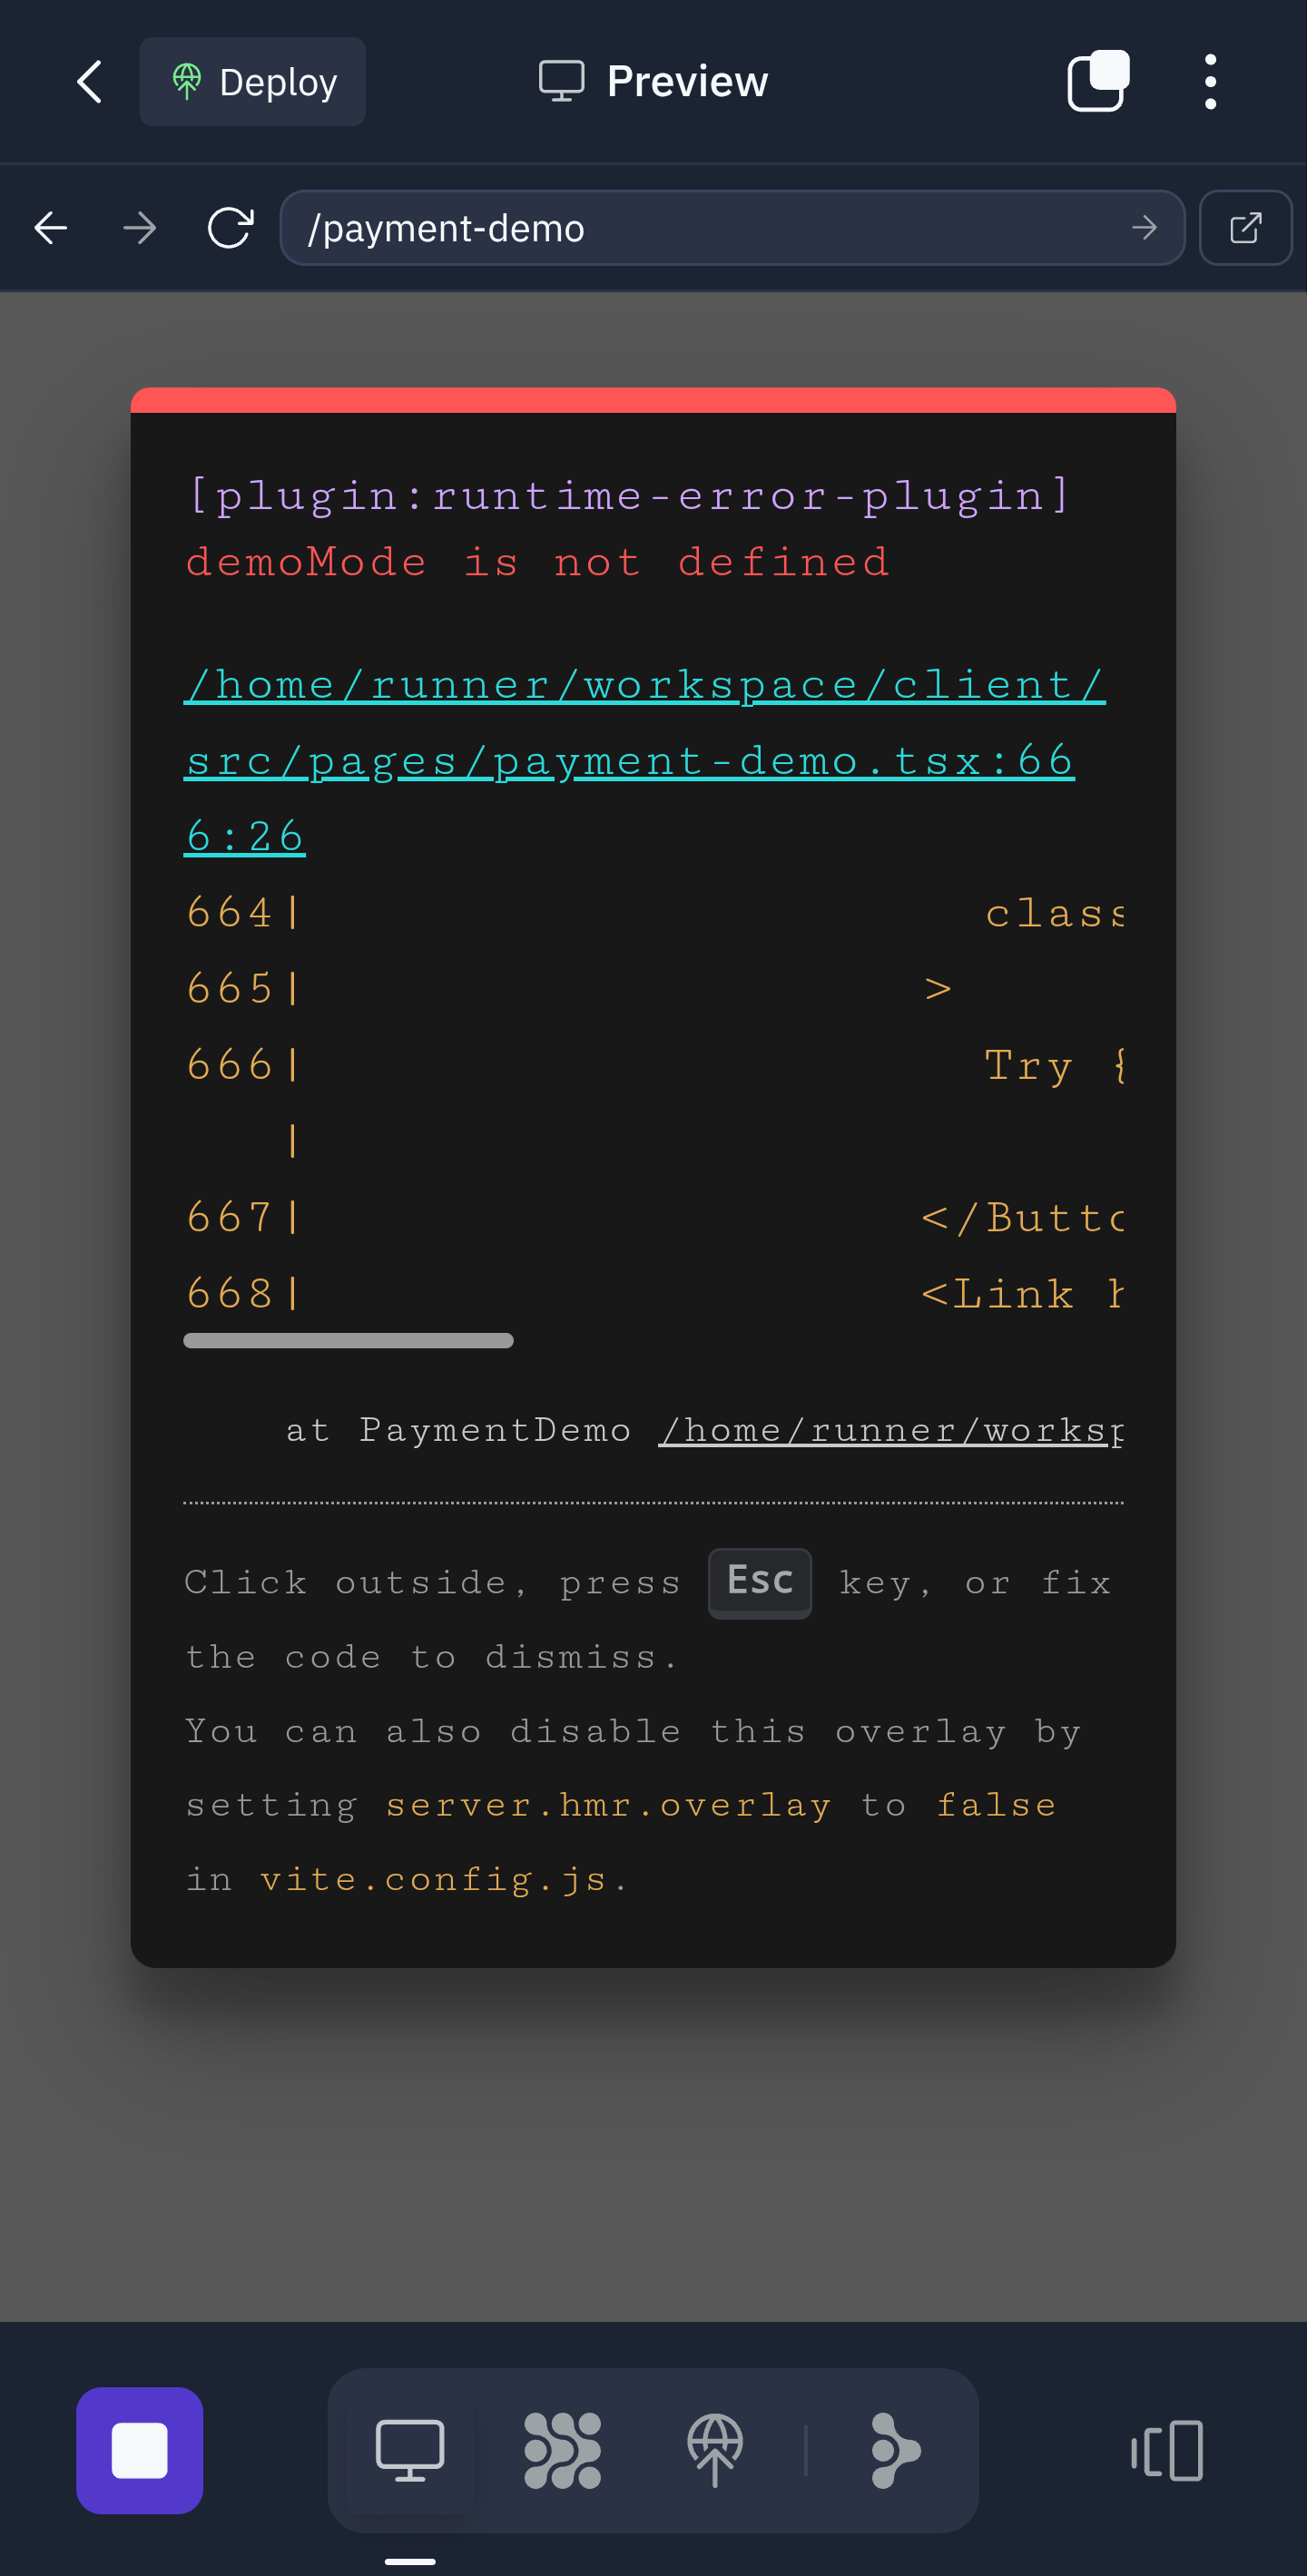 Deploy
Preview
/payment-demo
[plugin:runtime-error-plugin]
demoMode is not defined
/home/runner/workspace/client/
src/pages/payment-demo.tsx:66
6:26
664| class
665| >
666| Try {
|
667| </Butto
668| <Link h
at PaymentDemo /home/runner/worksp
Click outside, press Esc key, or fix
the code to dismiss.
You can also disable this overlay by
setting server.hmr.overlay to false
in vite.config.js.